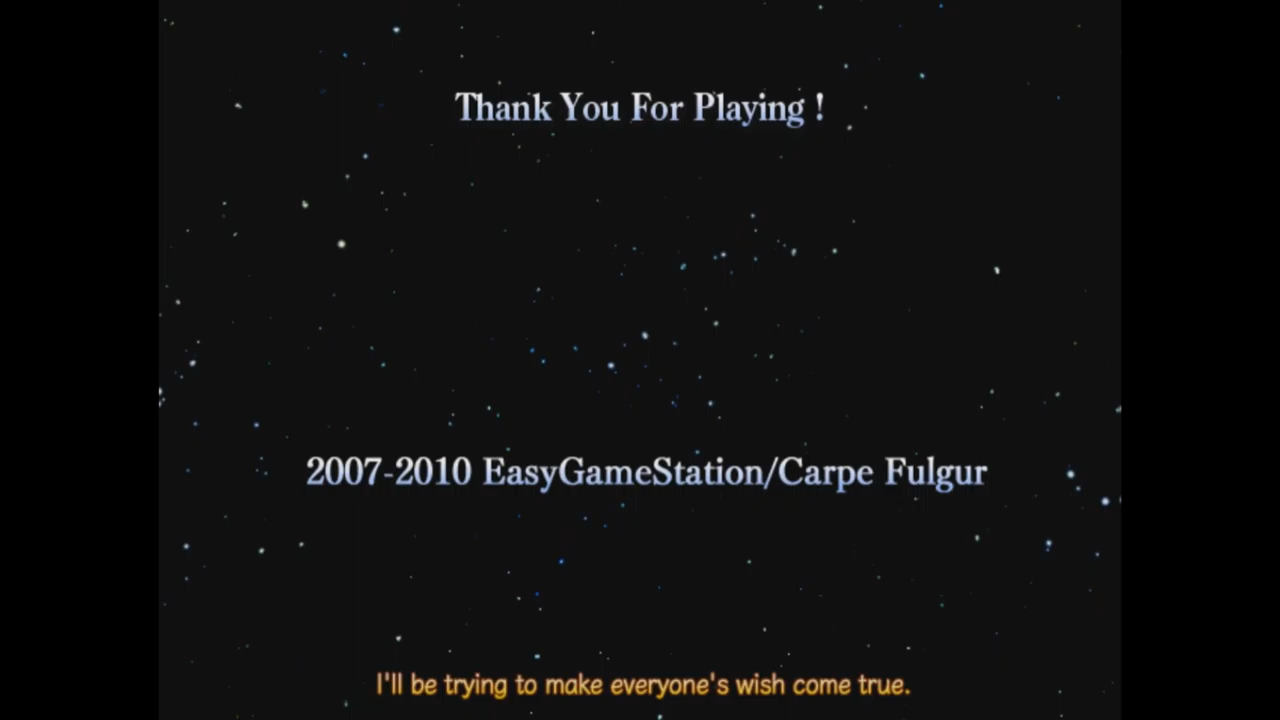 Thank You For Playing !
2007-2010 EasyGameStation/Carpe Fulgur
I'll be trying to make everyone's wish come true.